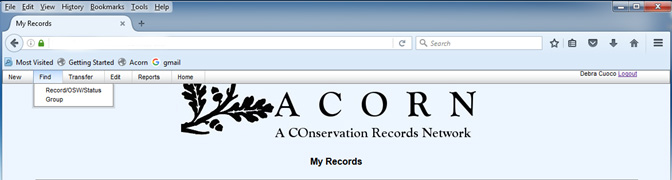 File Edit View History Bookmarks Tools Help
My Records
Search
Most Visited Getting Started Acorn gmail
New Find Transfer Edit Reports Home Debra Cuoco Logout
Record/OSW/Status
Group
ACORN
A COnservation Records Network
My Records